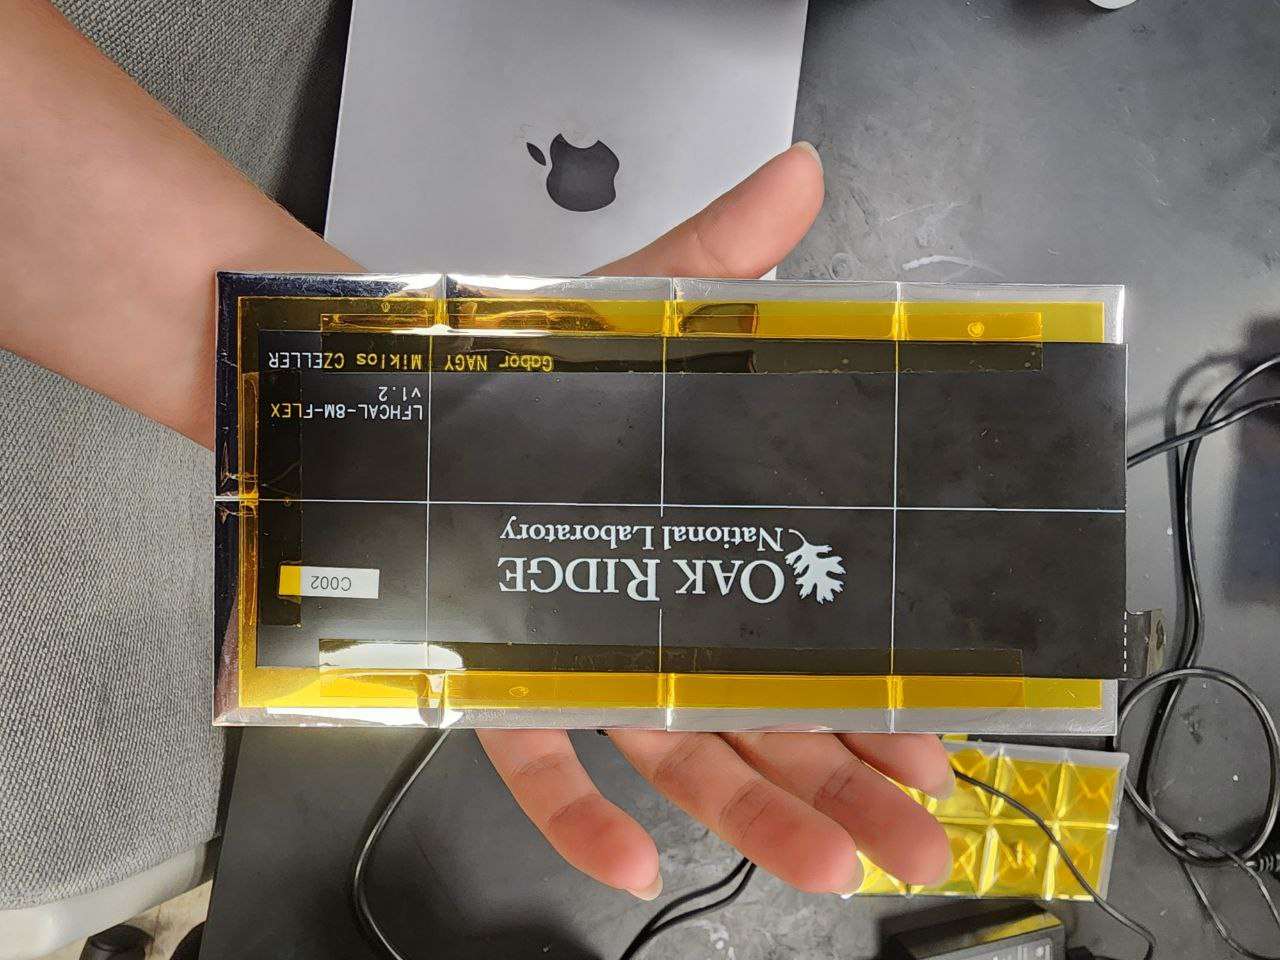 OAK RIDGE
National Laboratory
C002
LFHCAL-8M-FLEX
v1.2
Gabor NAGY Miklos CZELLER